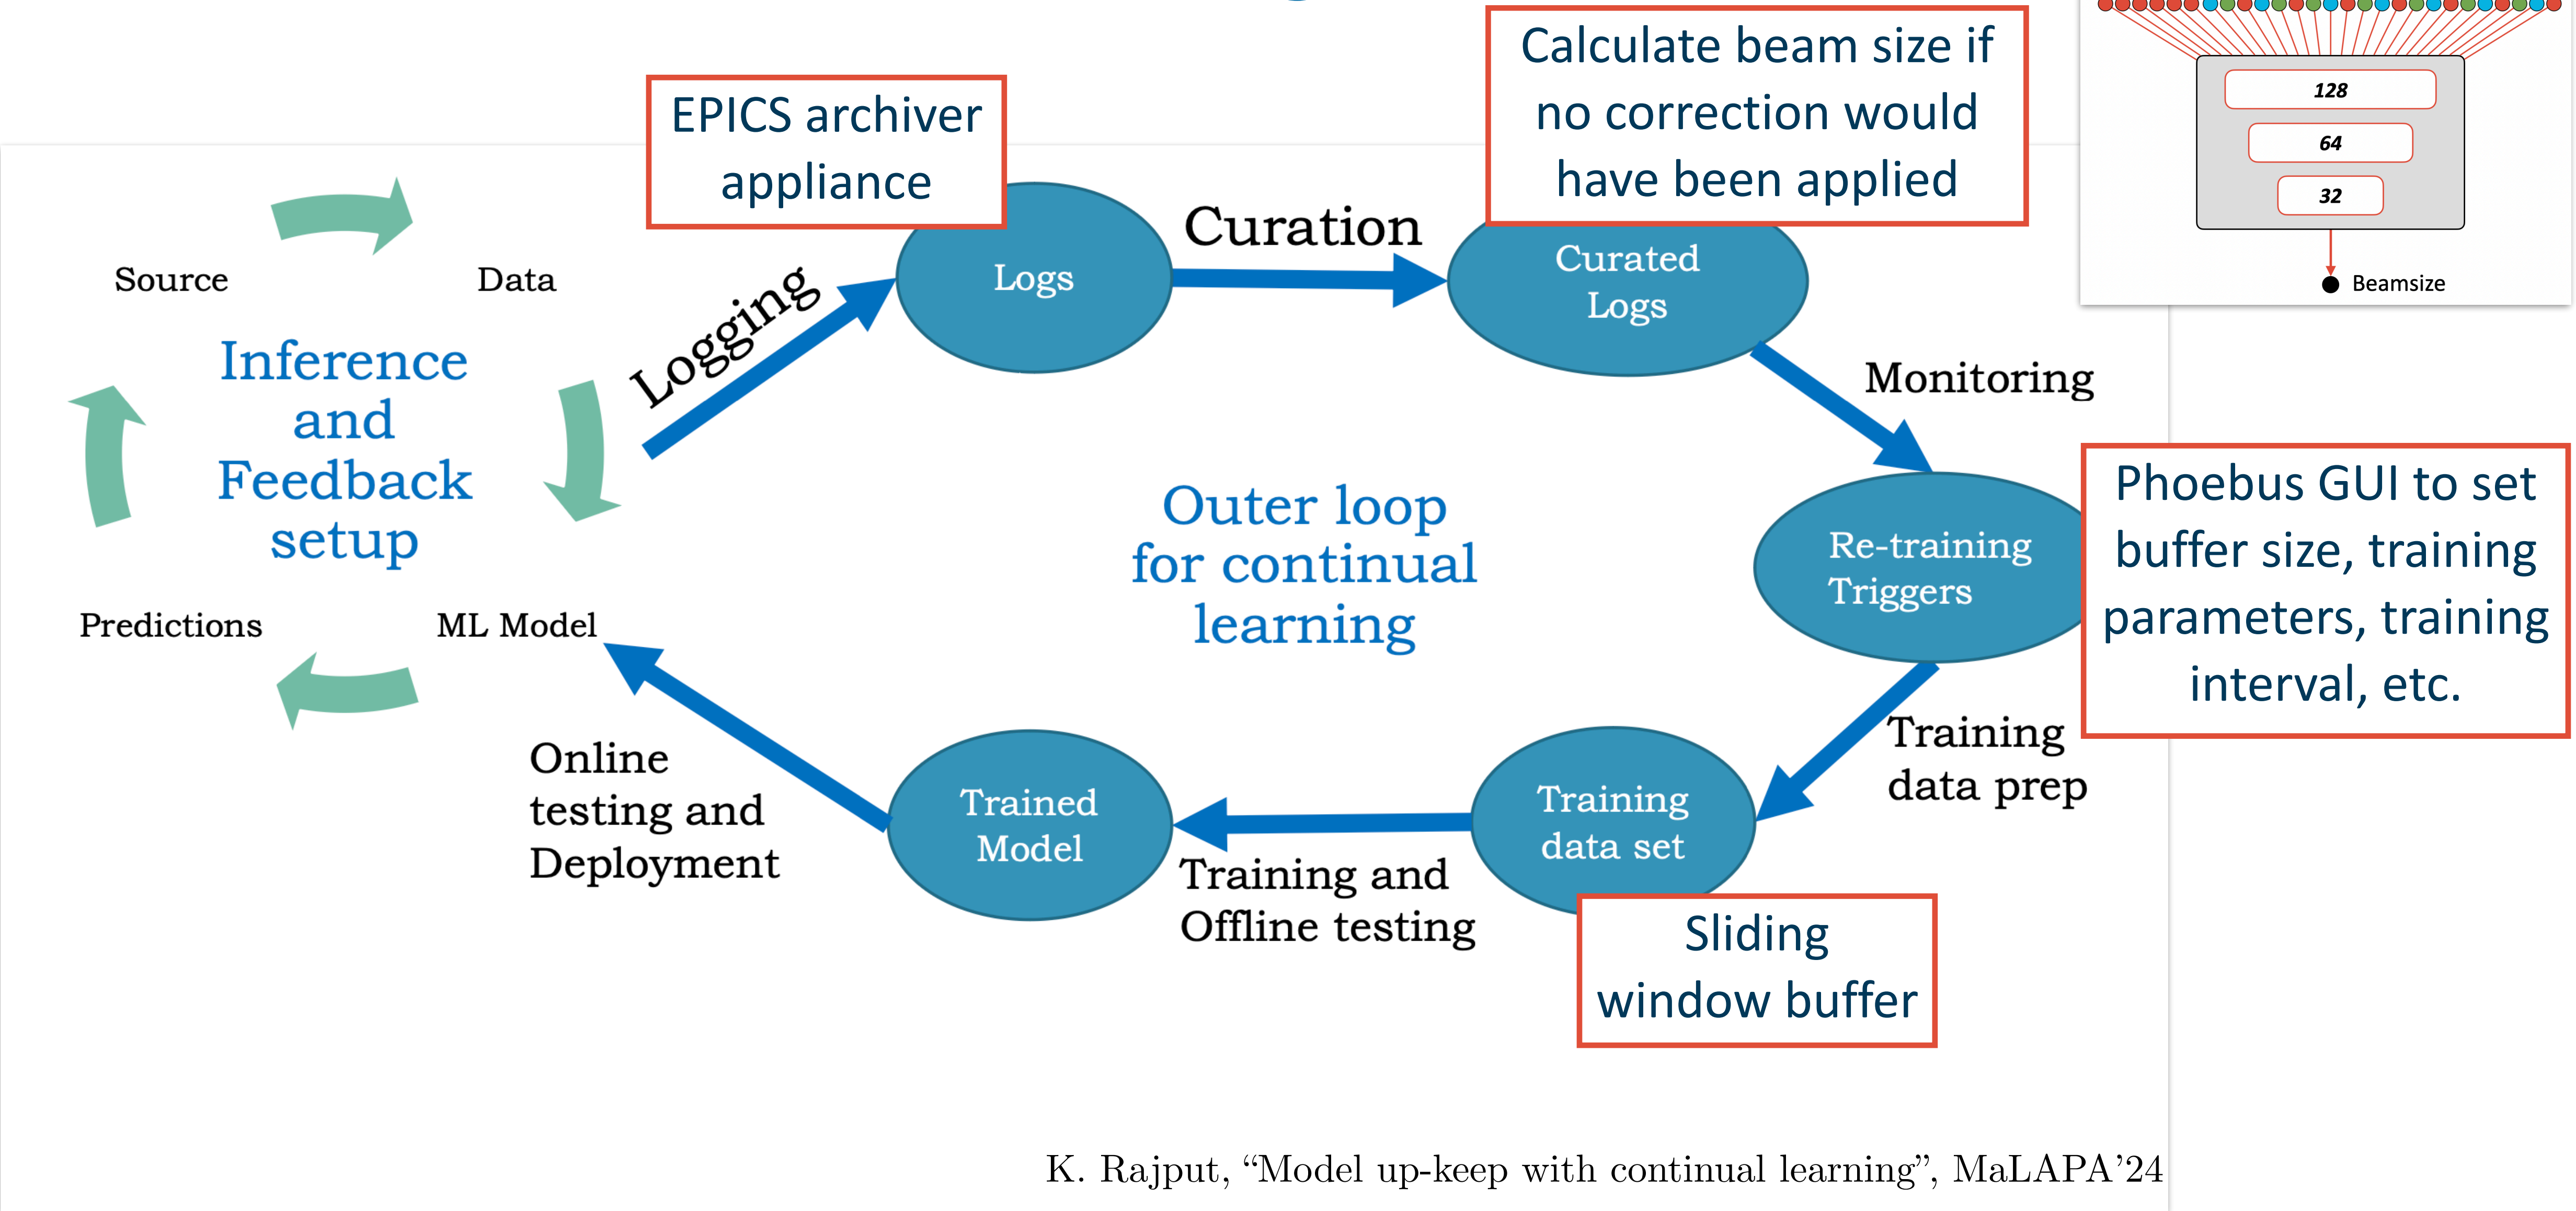 EPICS archiver
appliance
Calculate beam size if
no correction would
have been applied
128
64
32
Beamsize
Source
Data
Inference
and
Feedback
setup
Predictions
ML Model
Logging
Logs
Curation
Curated
Logs
Monitoring
Re-training
Triggers
Phoebus GUI to set
buffer size, training
parameters, training
interval, etc.
Outer loop
for continual
learning
Training
data prep
Training
data set
Sliding
window buffer
Training and
Offline testing
Trained
Model
Online
testing and
Deployment
K. Rajput, “Model up-keep with continual learning”, MaLAPA’24